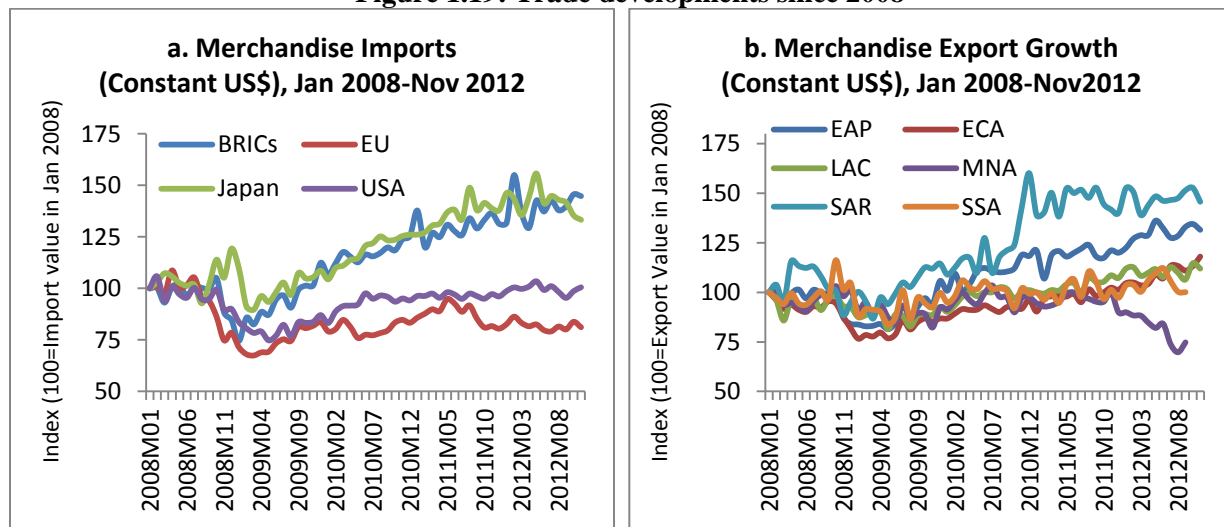 Figure 1.19: Trade developments since 2008
a. Merchandise Imports
(Constant US$), Jan 2008-Nov 2012
Index (100=Import value in Jan 2008)
175
150
125
100
75
50
BRICs
EU
Japan
USA
2008M01
2008M06
2008M11
2009M04
2009M09
2010M02
2010M07
2010M12
2011M05
2011M10
2012M03
2012M08
b. Merchandise Export Growth
(Constant US$), Jan 2008-Nov2012
Index (100=Export Value in Jan 2008)
175
150
125
100
75
50
EAP
ECA
LAC
MNA
SAR
SSA
2008M01
2008M06
2008M11
2009M04
2009M09
2010M02
2010M07
2010M12
2011M05
2011M10
2012M03
2012M08